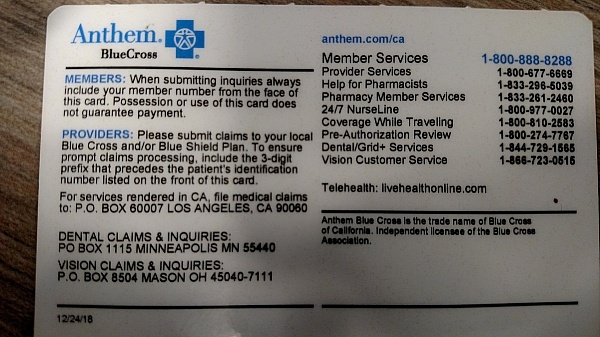 Anthem.
BlueCross
MEMBERS: When submitting inquiries always
include your member number from the face of
this card. Possession or use of this card does
not guarantee payment.
PROVIDERS: Please submit claims to your local
Blue Cross and/or Blue Shield Plan. To ensure
prompt claims processing, include the 3-digit
prefix that precedes the patient's identification
number listed on the front of this card.
For services rendered in CA, file medical claims
to: P.O. BOX 60007 LOS ANGELES, CA 90060
DENTAL CLAIMS & INQUIRIES:
PO BOX 1115 MINNEAPOLIS MN 55440
VISION CLAIMS & INQUIRIES:
P.O. BOX 8504 MASON OH 45040-7111
12/24/18
anthem.com/ca
Member Services 1-800-888-8288
Provider Services 1-800-677-6669
Help for Pharmacists 1-833-296-5039
Pharmacy Member Services 1-833-261-2460
24/7 NurseLine 1-800-977-0027
Coverage While Traveling 1-800-810-2583
Pre-Authorization Review 1-800-274-7767
Dental/Grid+ Services 1-844-729-1565
Vision Customer Service 1-866-723-0515
Telehealth: livehealthonline.com
Anthem Blue Cross is the trade name of Blue Cross
of California. Independent licensee of the Blue Cross
Association.